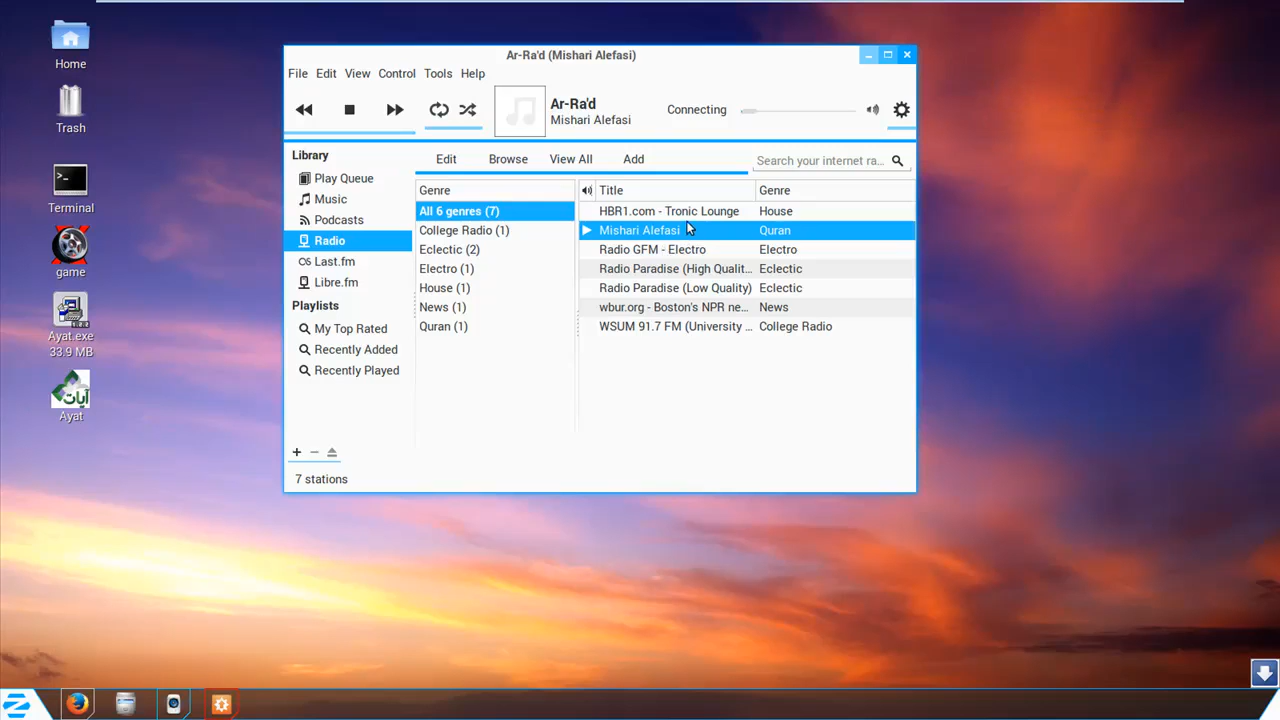 Home
Trash
Terminal
game
Ayat.exe
33.9 MB
آيات
Ayat
Ar-Ra'd (Mishari Alefasi)
File Edit View Control Tools Help
Ar-Ra'd
Mishari Alefasi
Connecting
Library
Play Queue
Music
Podcasts
Radio
Last.fm
Libre.fm
Playlists
My Top Rated
Recently Added
Recently Played
Edit Browse View All Add
Search your internet ra...
Genre
All 6 genres (7)
College Radio (1)
Eclectic (2)
Electro (1)
House (1)
News (1)
Quran (1)
Title Genre
HBR1.com - Tronic Lounge House
Mishari Alefasi Quran
Radio GFM - Electro Electro
Radio Paradise (High Qualit... Eclectic
Radio Paradise (Low Quality) Eclectic
wbur.org - Boston's NPR ne... News
WSUM 91.7 FM (University ... College Radio
7 stations